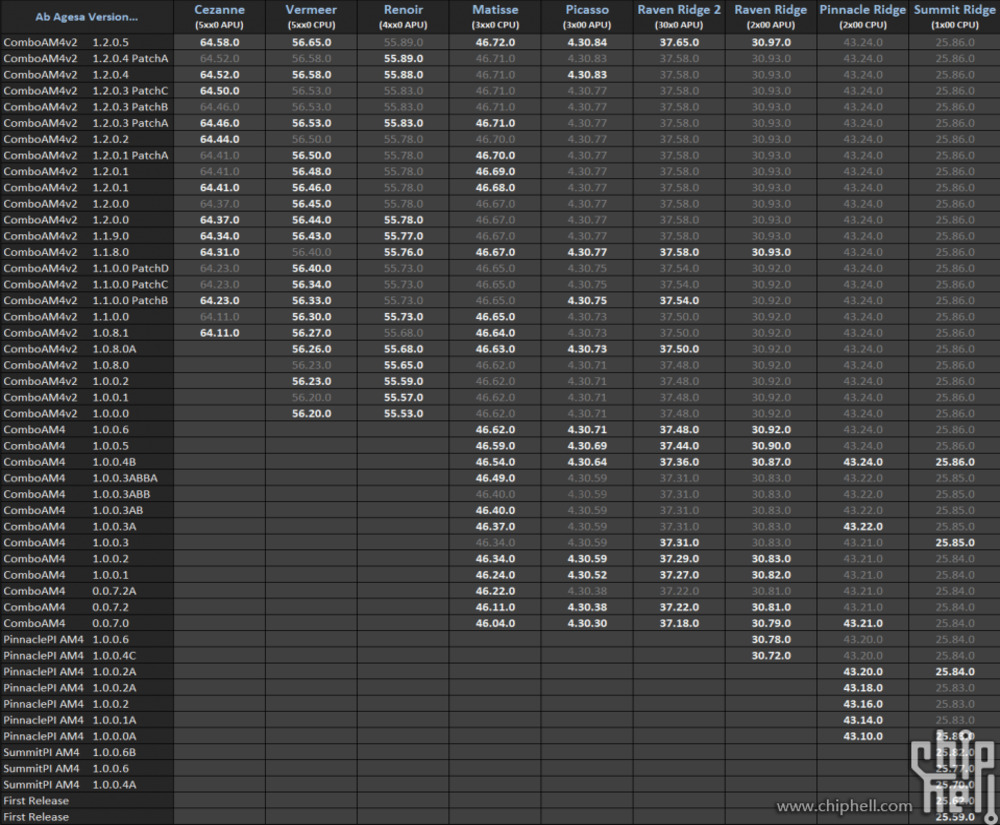 Ab Agesa Version... Cezanne Vermeer Renoir Matisse Picasso Raven Ridge 2 Raven Ridge Pinnacle Ridge Summit Ridge
(5xx0 APU) (5xx0 CPU) (4xx0 APU) (3xx0 CPU) (3x00 APU) (30x0 APU) (2x00 APU) (2x00 CPU) (1x00 CPU)
ComboAM4v2 1.2.0.5 64.58.0 56.65.0 55.89.0 46.72.0 4.30.84 37.65.0 30.97.0 43.24.0 25.86.0
ComboAM4v2 1.2.0.4 PatchA 64.52.0 56.58.0 55.89.0 46.71.0 4.30.83 37.58.0 30.93.0 43.24.0 25.86.0
ComboAM4v2 1.2.0.4 64.52.0 56.58.0 55.88.0 46.71.0 4.30.83 37.58.0 30.93.0 43.24.0 25.86.0
ComboAM4v2 1.2.0.3 PatchC 64.50.0 56.53.0 55.83.0 46.71.0 4.30.77 37.58.0 30.93.0 43.24.0 25.86.0
ComboAM4v2 1.2.0.3 PatchB 64.46.0 56.53.0 55.83.0 46.71.0 4.30.77 37.58.0 30.93.0 43.24.0 25.86.0
ComboAM4v2 1.2.0.3 PatchA 64.46.0 56.53.0 55.83.0 46.71.0 4.30.77 37.58.0 30.93.0 43.24.0 25.86.0
ComboAM4v2 1.2.0.2 64.44.0 56.50.0 55.78.0 46.70.0 4.30.77 37.58.0 30.93.0 43.24.0 25.86.0
ComboAM4v2 1.2.0.1 PatchA 64.41.0 56.50.0 55.78.0 46.70.0 4.30.77 37.58.0 30.93.0 43.24.0 25.86.0
ComboAM4v2 1.2.0.1 64.41.0 56.48.0 55.78.0 46.69.0 4.30.77 37.58.0 30.93.0 43.24.0 25.86.0
ComboAM4v2 1.2.0.1 64.41.0 56.46.0 55.78.0 46.68.0 4.30.77 37.58.0 30.93.0 43.24.0 25.86.0
ComboAM4v2 1.2.0.0 64.37.0 56.45.0 55.78.0 46.67.0 4.30.77 37.58.0 30.93.0 43.24.0 25.86.0
ComboAM4v2 1.2.0.0 64.37.0 56.44.0 55.78.0 46.67.0 4.30.77 37.58.0 30.93.0 43.24.0 25.86.0
ComboAM4v2 1.1.9.0 64.34.0 56.43.0 55.77.0 46.67.0 4.30.77 37.58.0 30.93.0 43.24.0 25.86.0
ComboAM4v2 1.1.8.0 64.31.0 56.40.0 55.76.0 46.67.0 4.30.77 37.58.0 30.93.0 43.24.0 25.86.0
ComboAM4v2 1.1.0.0 PatchD 64.23.0 56.40.0 55.73.0 46.65.0 4.30.75 37.54.0 30.92.0 43.24.0 25.86.0
ComboAM4v2 1.1.0.0 PatchC 64.23.0 56.34.0 55.73.0 46.65.0 4.30.75 37.54.0 30.92.0 43.24.0 25.86.0
ComboAM4v2 1.1.0.0 PatchB 64.23.0 56.33.0 55.73.0 46.65.0 4.30.75 37.54.0 30.92.0 43.24.0 25.86.0
ComboAM4v2 1.1.0.0 64.11.0 56.30.0 55.73.0 46.65.0 4.30.73 37.50.0 30.92.0 43.24.0 25.86.0
ComboAM4v2 1.0.8.1 64.11.0 56.27.0 55.68.0 46.64.0 4.30.73 37.50.0 30.92.0 43.24.0 25.86.0
ComboAM4v2 1.0.8.0A 56.26.0 55.68.0 46.63.0 4.30.73 37.50.0 30.92.0 43.24.0 25.86.0
ComboAM4v2 1.0.8.0 56.23.0 55.65.0 46.62.0 4.30.71 37.48.0 30.92.0 43.24.0 25.86.0
ComboAM4v2 1.0.0.2 56.23.0 55.59.0 46.62.0 4.30.71 37.48.0 30.92.0 43.24.0 25.86.0
ComboAM4v2 1.0.0.1 56.20.0 55.57.0 46.62.0 4.30.71 37.48.0 30.92.0 43.24.0 25.86.0
ComboAM4v2 1.0.0.0 56.20.0 55.53.0 46.62.0 4.30.71 37.48.0 30.92.0 43.24.0 25.86.0
ComboAM4 1.0.0.6 46.62.0 4.30.71 37.48.0 30.92.0 43.24.0 25.86.0
ComboAM4 1.0.0.5 46.59.0 4.30.69 37.44.0 30.90.0 43.24.0 25.86.0
ComboAM4 1.0.0.4B 46.54.0 4.30.64 37.36.0 30.87.0 43.24.0 25.86.0
ComboAM4 1.0.0.3ABBA 46.49.0 4.30.59 37.31.0 30.83.0 43.22.0 25.85.0
ComboAM4 1.0.0.3ABB 46.40.0 4.30.59 37.31.0 30.83.0 43.22.0 25.85.0
ComboAM4 1.0.0.3AB 46.40.0 4.30.59 37.31.0 30.83.0 43.22.0 25.85.0
ComboAM4 1.0.0.3A 46.37.0 4.30.59 37.31.0 30.83.0 43.22.0 25.85.0
ComboAM4 1.0.0.3 46.34.0 4.30.59 37.31.0 30.83.0 43.21.0 25.85.0
ComboAM4 1.0.0.2 46.34.0 4.30.59 37.29.0 30.83.0 43.21.0 25.84.0
ComboAM4 1.0.0.1 46.24.0 4.30.52 37.27.0 30.82.0 43.21.0 25.84.0
ComboAM4 0.0.7.2A 46.22.0 4.30.38 37.22.0 30.81.0 43.21.0 25.84.0
ComboAM4 0.0.7.2 46.11.0 4.30.38 37.22.0 30.81.0 43.21.0 25.84.0
ComboAM4 0.0.7.0 46.04.0 4.30.30 37.18.0 30.79.0 43.21.0 25.84.0
PinnaclePI AM4 1.0.0.6 30.78.0 43.20.0 25.84.0
PinnaclePI AM4 1.0.0.4C 30.72.0 43.20.0 25.84.0
PinnaclePI AM4 1.0.0.2A 43.20.0 25.84.0
PinnaclePI AM4 1.0.0.2A 43.18.0 25.83.0
PinnaclePI AM4 1.0.0.2 43.16.0 25.83.0
PinnaclePI AM4 1.0.0.1A 43.14.0 25.83.0
PinnaclePI AM4 1.0.0.0A 43.10.0
SummitPI AM4 1.0.0.6B
SummitPI AM4 1.0.0.6
SummitPI AM4 1.0.0.4A
First Release
First Release 25.59.0
www.chiphell.com
chip hell